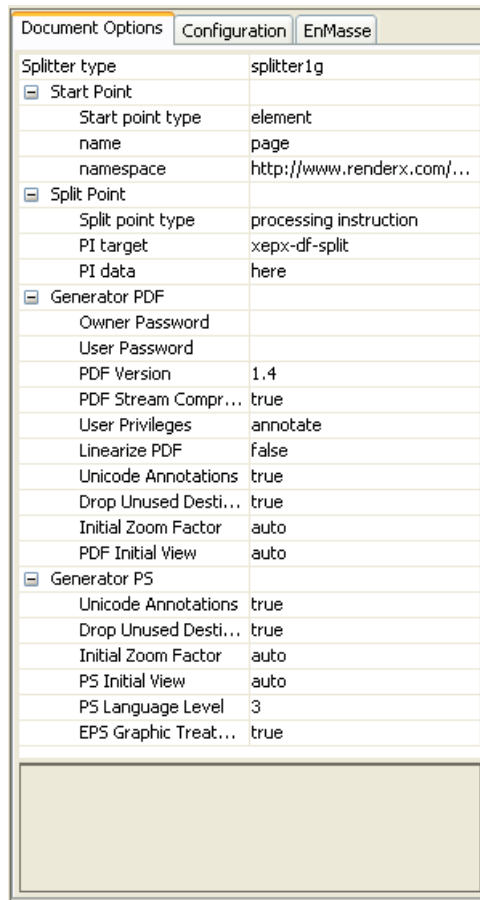 Document Options Configuration EnMasse
Splitter type splitter1g
Start Point
Start point type element
name page
namespace http://www.renderx.com/...
Split Point
Split point type processing instruction
PI target xepx-df-split
PI data here
Generator PDF
Owner Password
User Password
PDF Version 1.4
PDF Stream Compr... true
User Privileges annotate
Linearize PDF false
Unicode Annotations true
Drop Unused Desti... true
Initial Zoom Factor auto
PDF Initial View auto
Generator PS
Unicode Annotations true
Drop Unused Desti... true
Initial Zoom Factor auto
PS Initial View auto
PS Language Level 3
EPS Graphic Treat... true